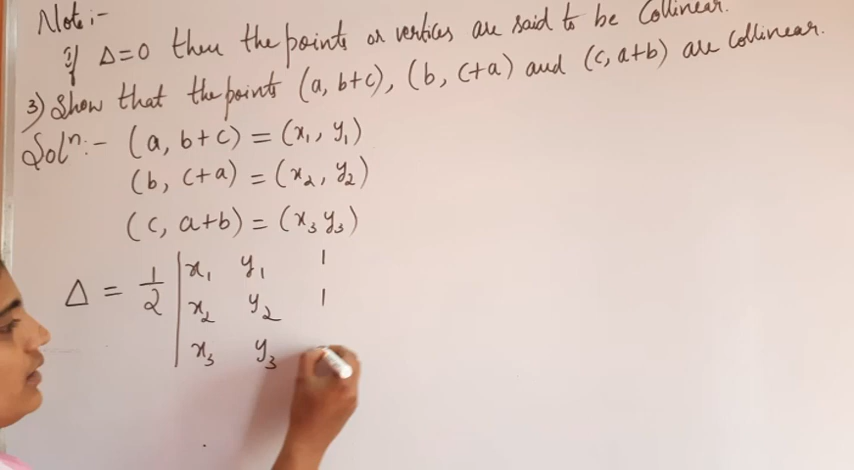 Note:-
If Δ=0 then the points or vertices are said to be Collinear.
3) Show that the points (a, b+c), (b, c+a) and (c, a+b) are collinear.
Solⁿ:- (a, b+c) = (x₁, y₁)
(b, c+a) = (x₂, y₂)
(c, a+b) = (x₃ y₃)
Δ = 1/2 | x₁ y₁ 1
x₂ y₂ 1
x₃ y₃